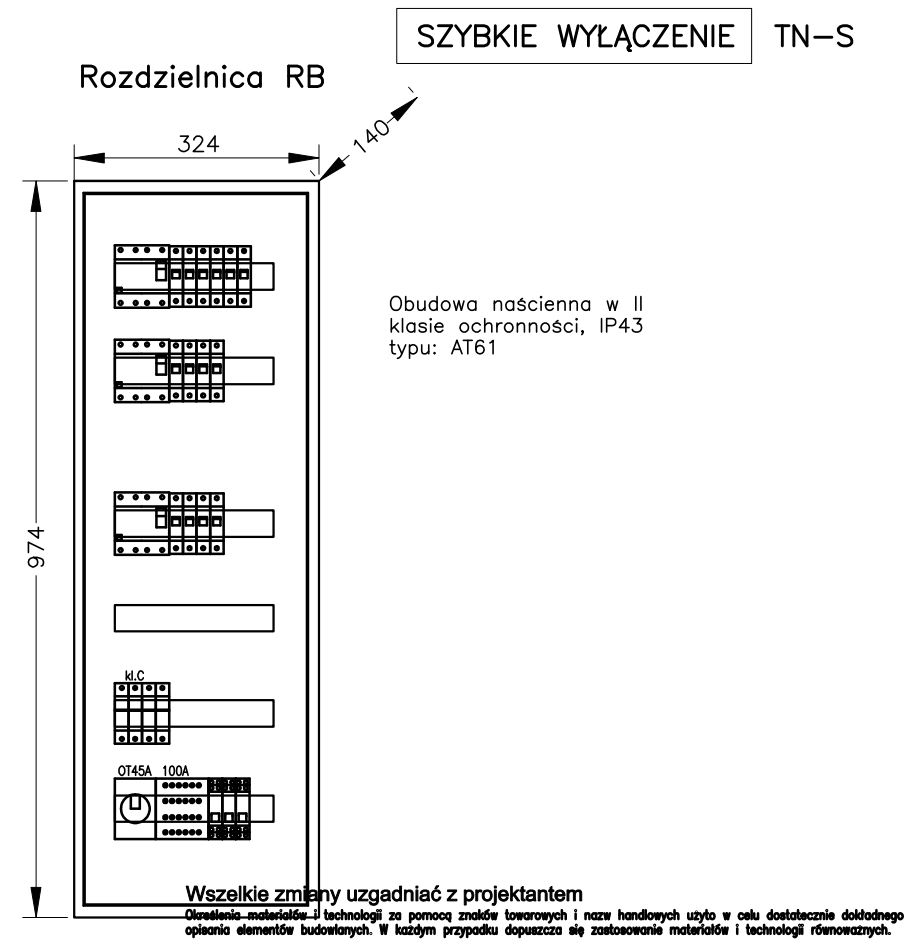 SZYBKIE WYŁĄCZENIE TN-S
Rozdzielnica RB
324
140
Obudowa naścienna w II
klasie ochronności, IP43
typu: AT61
974
kl.C
OT45A 100A
Wszelkie zmiany uzgadniać z projektantem
Określenia materiałów i technologii za pomocą znaków towarowych i nazw handlowych użyto w celu dostatecznie dokładnego
opisania elementów budowlanych. W każdym przypadku dopuszcza się zastosowanie materiałów i technologii równoważnych.